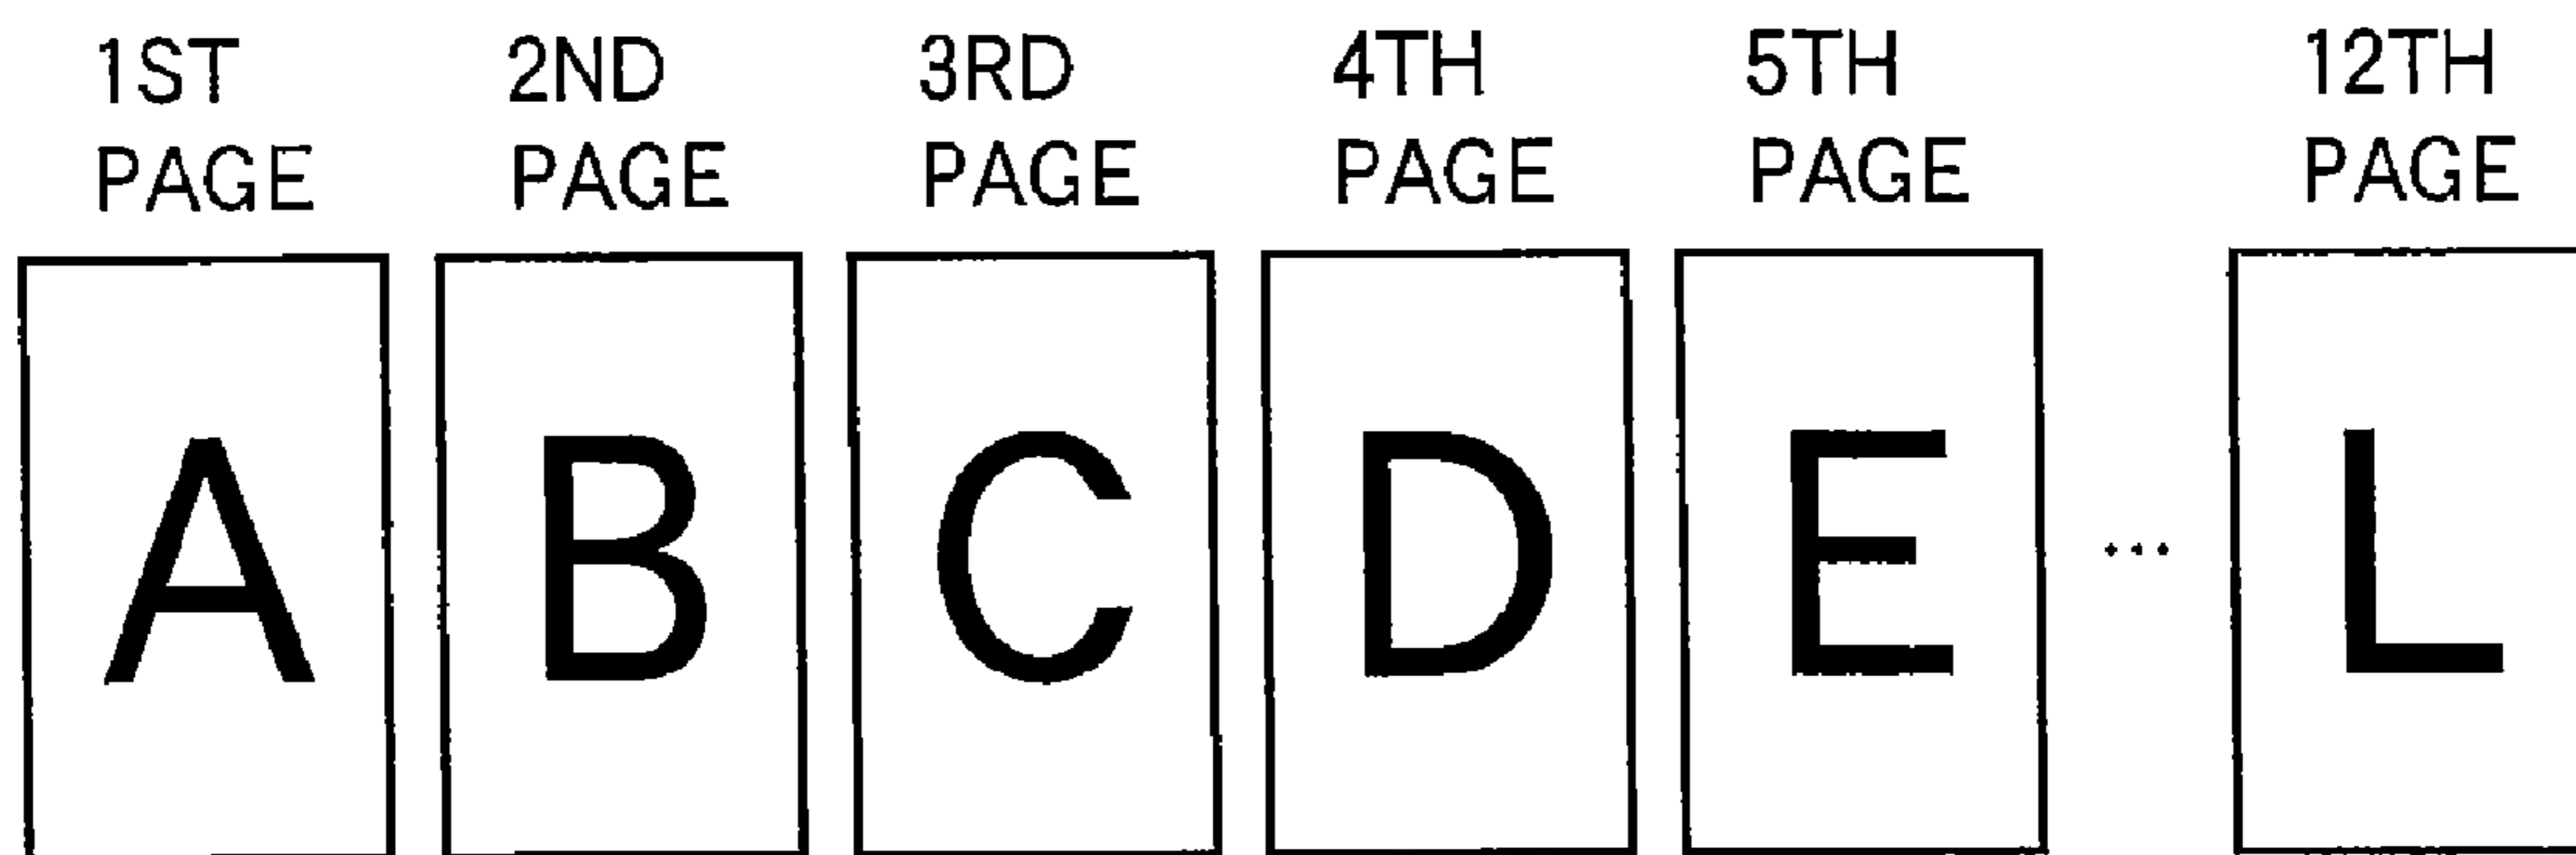 1ST 2ND 3RD 4TH 5TH 12TH
PAGE PAGE PAGE PAGE PAGE PAGE
A B C D E ... L